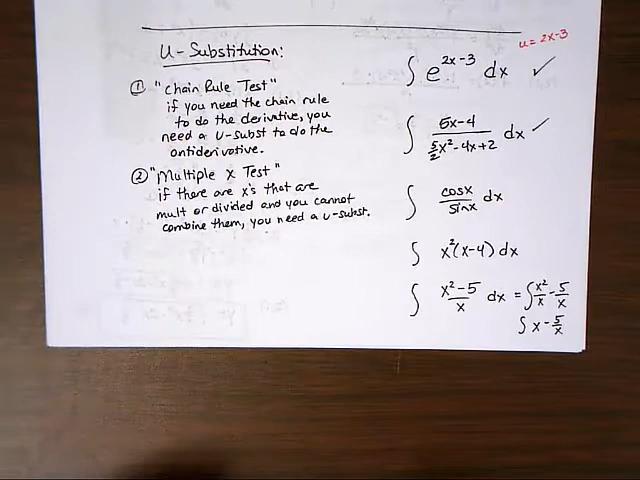 U-Substitution:
① "Chain Rule Test"
if you need the chain rule
to do the derivative, you
need a U-subst to do the
antiderivative.
② "Multiple x Test"
if there are x's that are
mult or divided and you cannot
combine them, you need a U-subst.
u = 2x-3
∫ e^{2x-3} dx ✓
∫ (5x-4)/(5/2 x²-4x+2) dx ✓
∫ cosx/sinx dx
∫ x²(x-4) dx
∫ (x²-5)/x dx = ∫ x²/x - 5/x
∫ x - 5/x